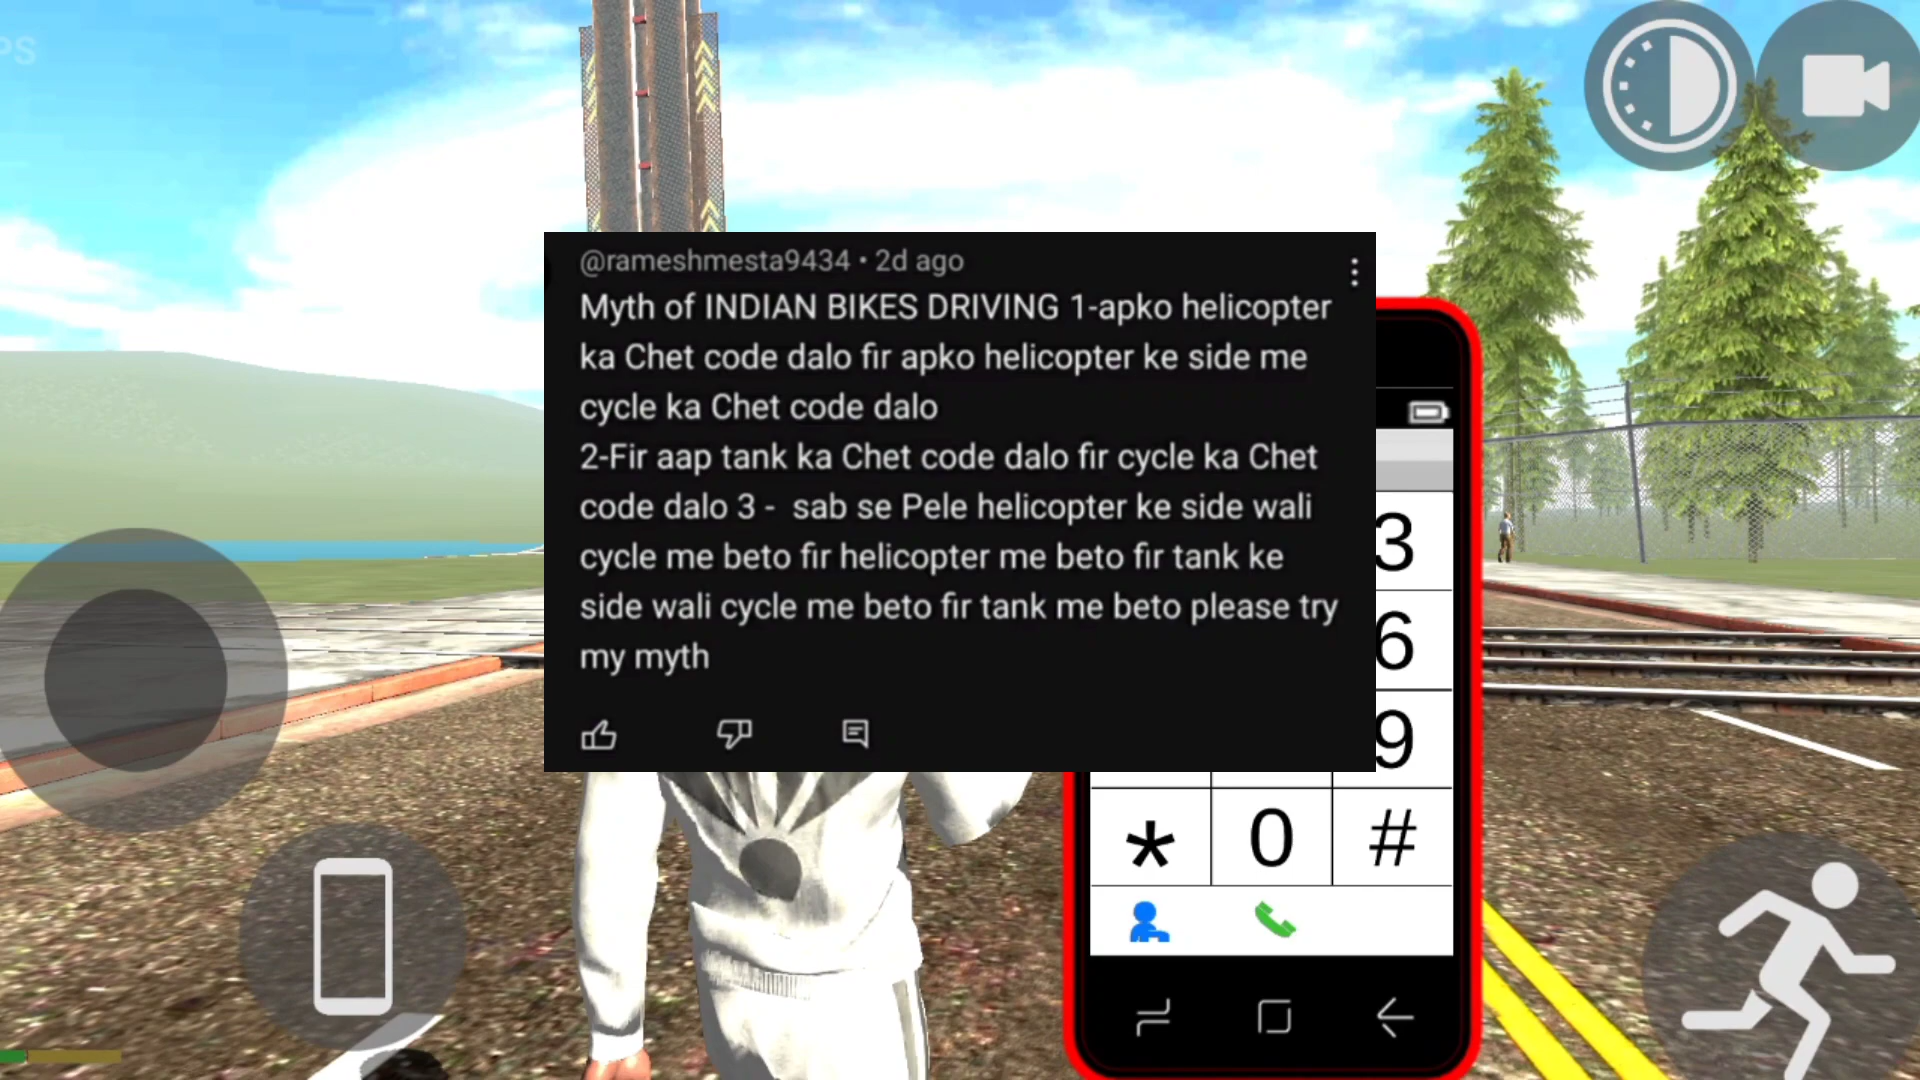 PS
@rameshmesta9434 • 2d ago
Myth of INDIAN BIKES DRIVING 1-apko helicopter
ka Chet code dalo fir apko helicopter ke side me
cycle ka Chet code dalo
2-Fir aap tank ka Chet code dalo fir cycle ka Chet
code dalo 3 - sab se Pele helicopter ke side wali
cycle me beto fir helicopter me beto fir tank ke
side wali cycle me beto fir tank me beto please try
my myth
3
6
9
* 0 #